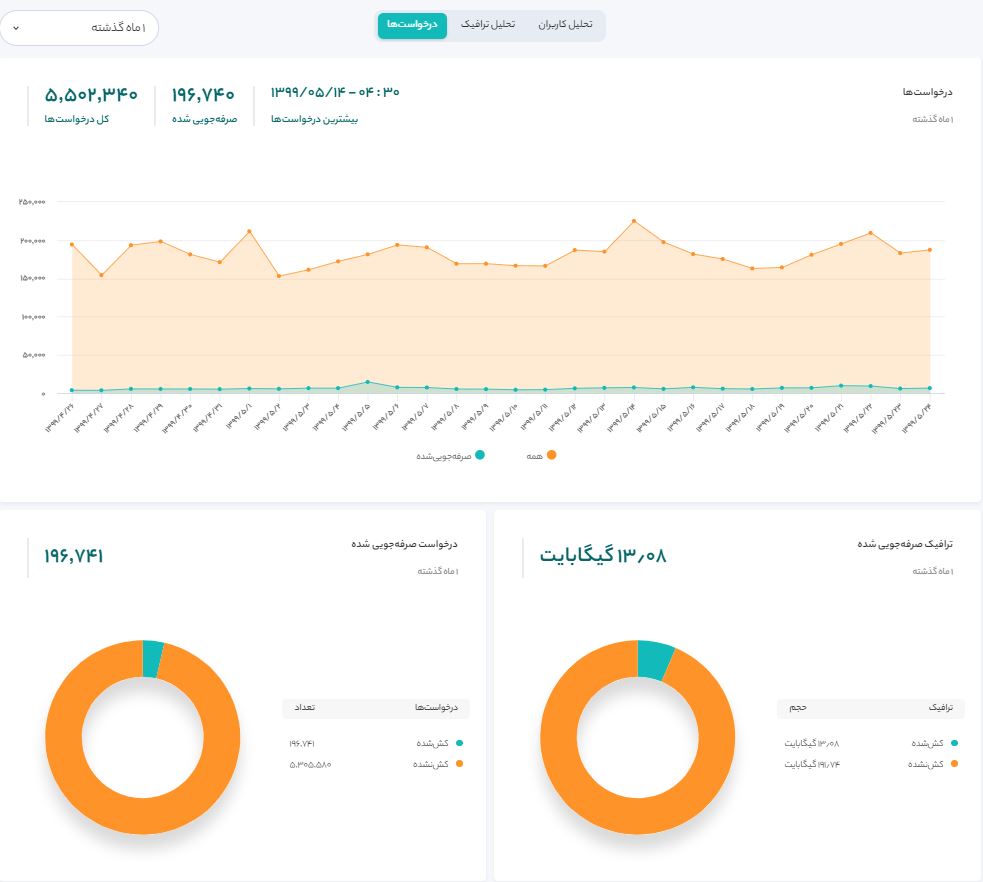 تحلیل کاربران
تحلیل ترافیک
درخواست‌ها
۱ ماه گذشته
درخواست‌ها
۱ ماه گذشته
۱۳۹۹/۰۵/۱۴ - ۰۴:۳۰
بیشترین درخواست‌ها
۱۹۶,۷۴۰
صرفه‌جویی شده
۵,۵۰۲,۳۴۰
کل درخواست‌ها
۲۵۰,۰۰۰
۲۰۰,۰۰۰
۱۵۰,۰۰۰
۱۰۰,۰۰۰
۵۰,۰۰۰
۰
۱۳۹۹/۴/۲۶
۱۳۹۹/۴/۲۷
۱۳۹۹/۴/۲۸
۱۳۹۹/۴/۲۹
۱۳۹۹/۴/۳۰
۱۳۹۹/۴/۳۱
۱۳۹۹/۵/۱
۱۳۹۹/۵/۲
۱۳۹۹/۵/۳
۱۳۹۹/۵/۴
۱۳۹۹/۵/۵
۱۳۹۹/۵/۶
۱۳۹۹/۵/۷
۱۳۹۹/۵/۸
۱۳۹۹/۵/۹
۱۳۹۹/۵/۱۰
۱۳۹۹/۵/۱۱
۱۳۹۹/۵/۱۲
۱۳۹۹/۵/۱۳
۱۳۹۹/۵/۱۴
۱۳۹۹/۵/۱۵
۱۳۹۹/۵/۱۶
۱۳۹۹/۵/۱۷
۱۳۹۹/۵/۱۸
۱۳۹۹/۵/۱۹
۱۳۹۹/۵/۲۰
۱۳۹۹/۵/۲۱
۱۳۹۹/۵/۲۲
۱۳۹۹/۵/۲۳
۱۳۹۹/۵/۲۴
همه
صرفه‌جویی‌شده
ترافیک صرفه‌جویی شده
۱ ماه گذشته
۱۳٫۰۸ گیگابایت
ترافیک حجم
کش‌شده ۱۳٫۰۸ گیگابایت
کش‌نشده ۱۹۱٫۷۴ گیگابایت
درخواست صرفه‌جویی شده
۱ ماه گذشته
۱۹۶,۷۴۱
درخواست‌ها تعداد
کش‌شده ۱۹۶،۷۴۱
کش‌نشده ۵،۳۰۵،۵۸۰